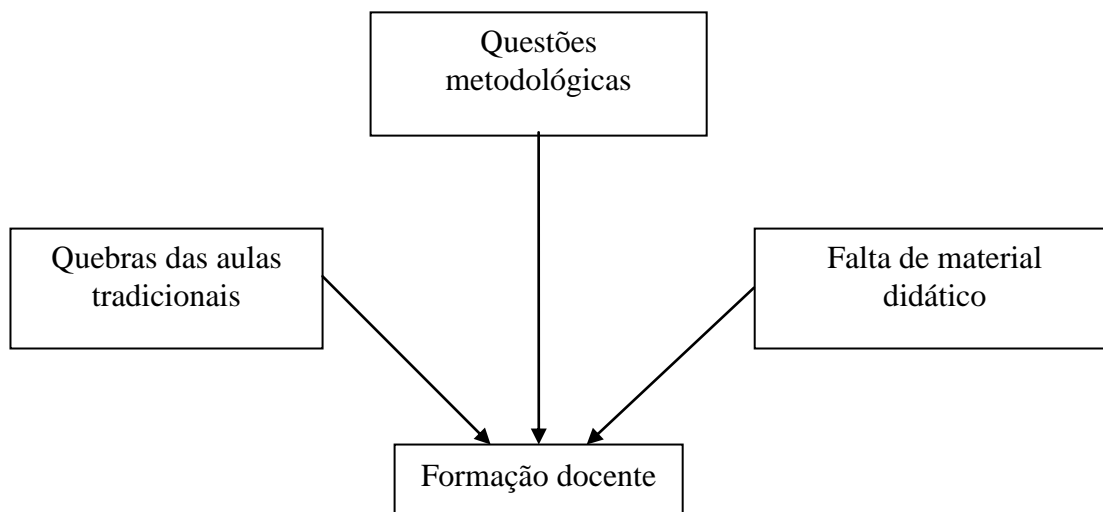 Questões
metodológicas
Quebras das aulas
tradicionais
Falta de material
didático
Formação docente